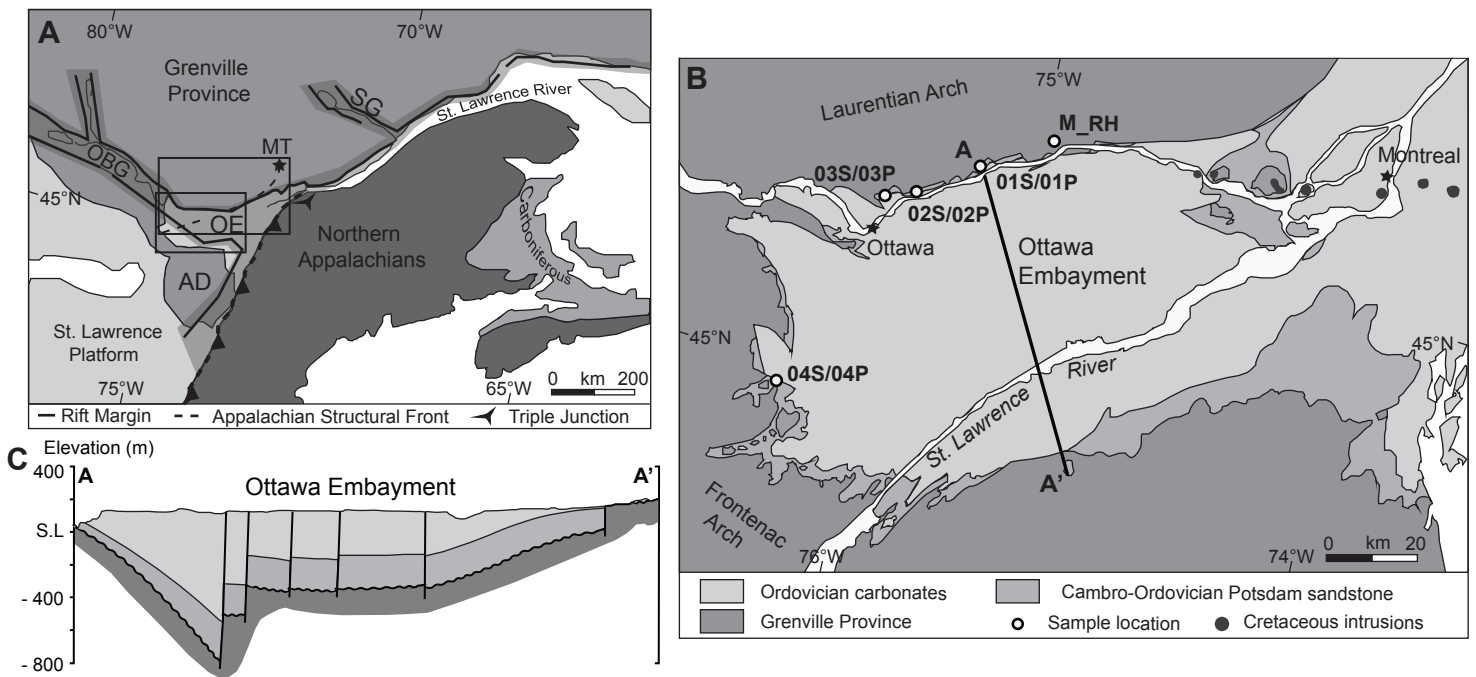 A
80°W
70°W
Grenville
Province
SG
St. Lawrence River
MT
OBG
45°N
OE
Northern
Appalachians
Carboniferous
AD
St. Lawrence
Platform
75°W
65°W
0 km 200
Rift Margin
Appalachian Structural Front
Triple Junction
B
75°W
Laurentian Arch
M_RH
A
Montreal
03S/03P
01S/01P
02S/02P
Ottawa
Ottawa
Embayment
45°N
45°N
04S/04P
River
St. Lawrence
A'
Frontenac
Arch
76°W
74°W
0 km 20
Ordovician carbonates
Cambro-Ordovician Potsdam sandstone
Grenville Province
Sample location
Cretaceous intrusions
C
Elevation (m)
400
A
A'
Ottawa Embayment
S.L
- 400
- 800